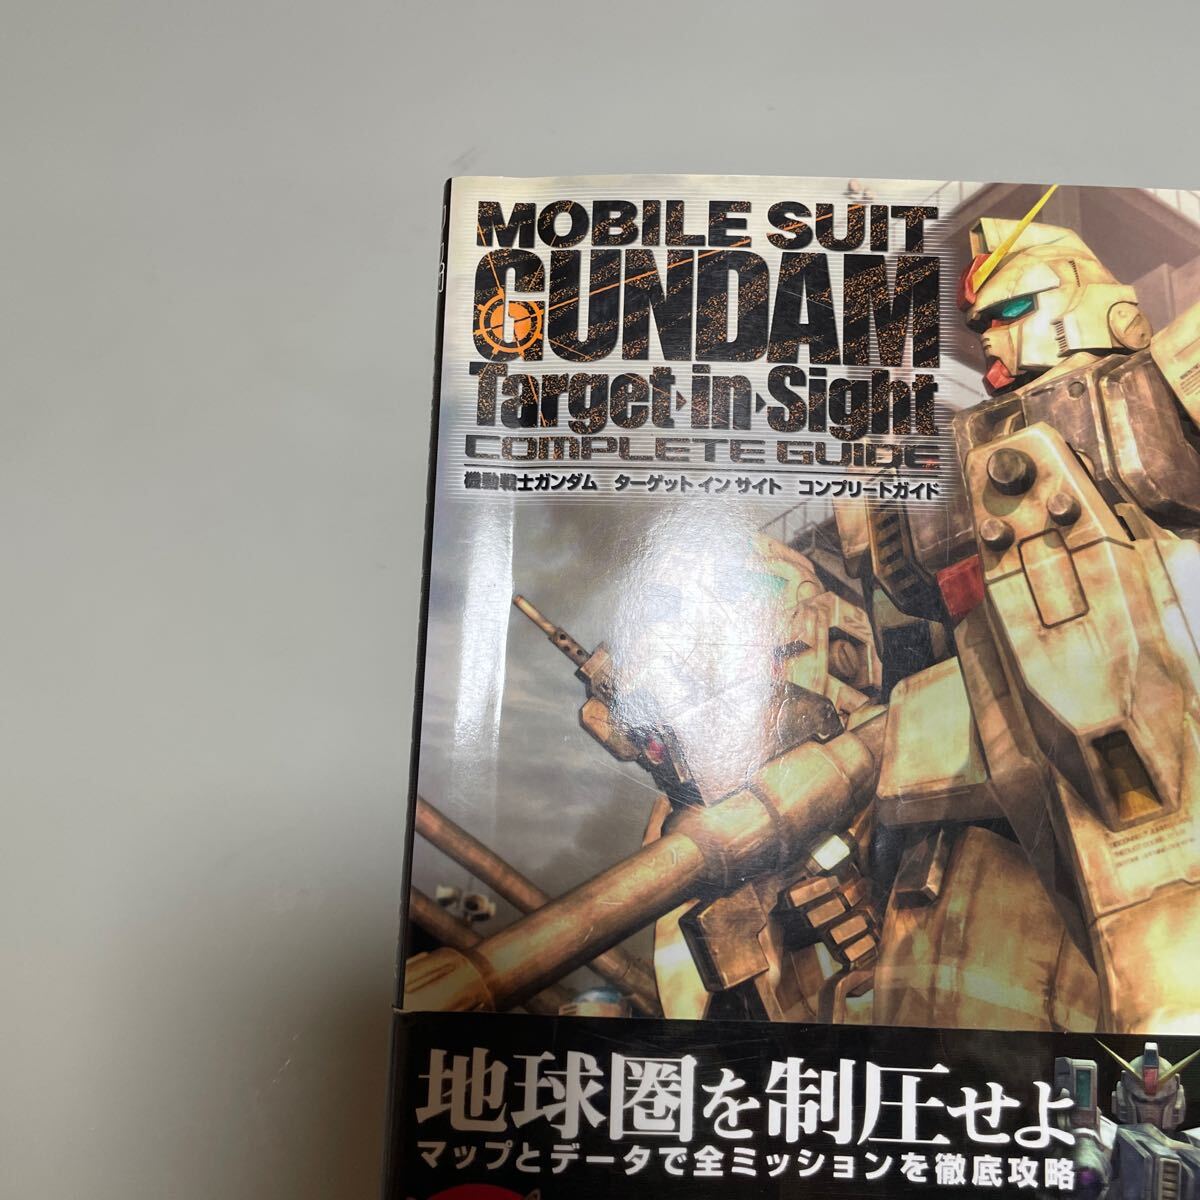 MOBILE SUIT
GUNDAM
Target in Sight
COMPLETE GUIDE
機動戦士ガンダム ターゲット イン サイト コンプリートガイド
地球圏を制圧せよ
マップとデータで全ミッションを徹底攻略